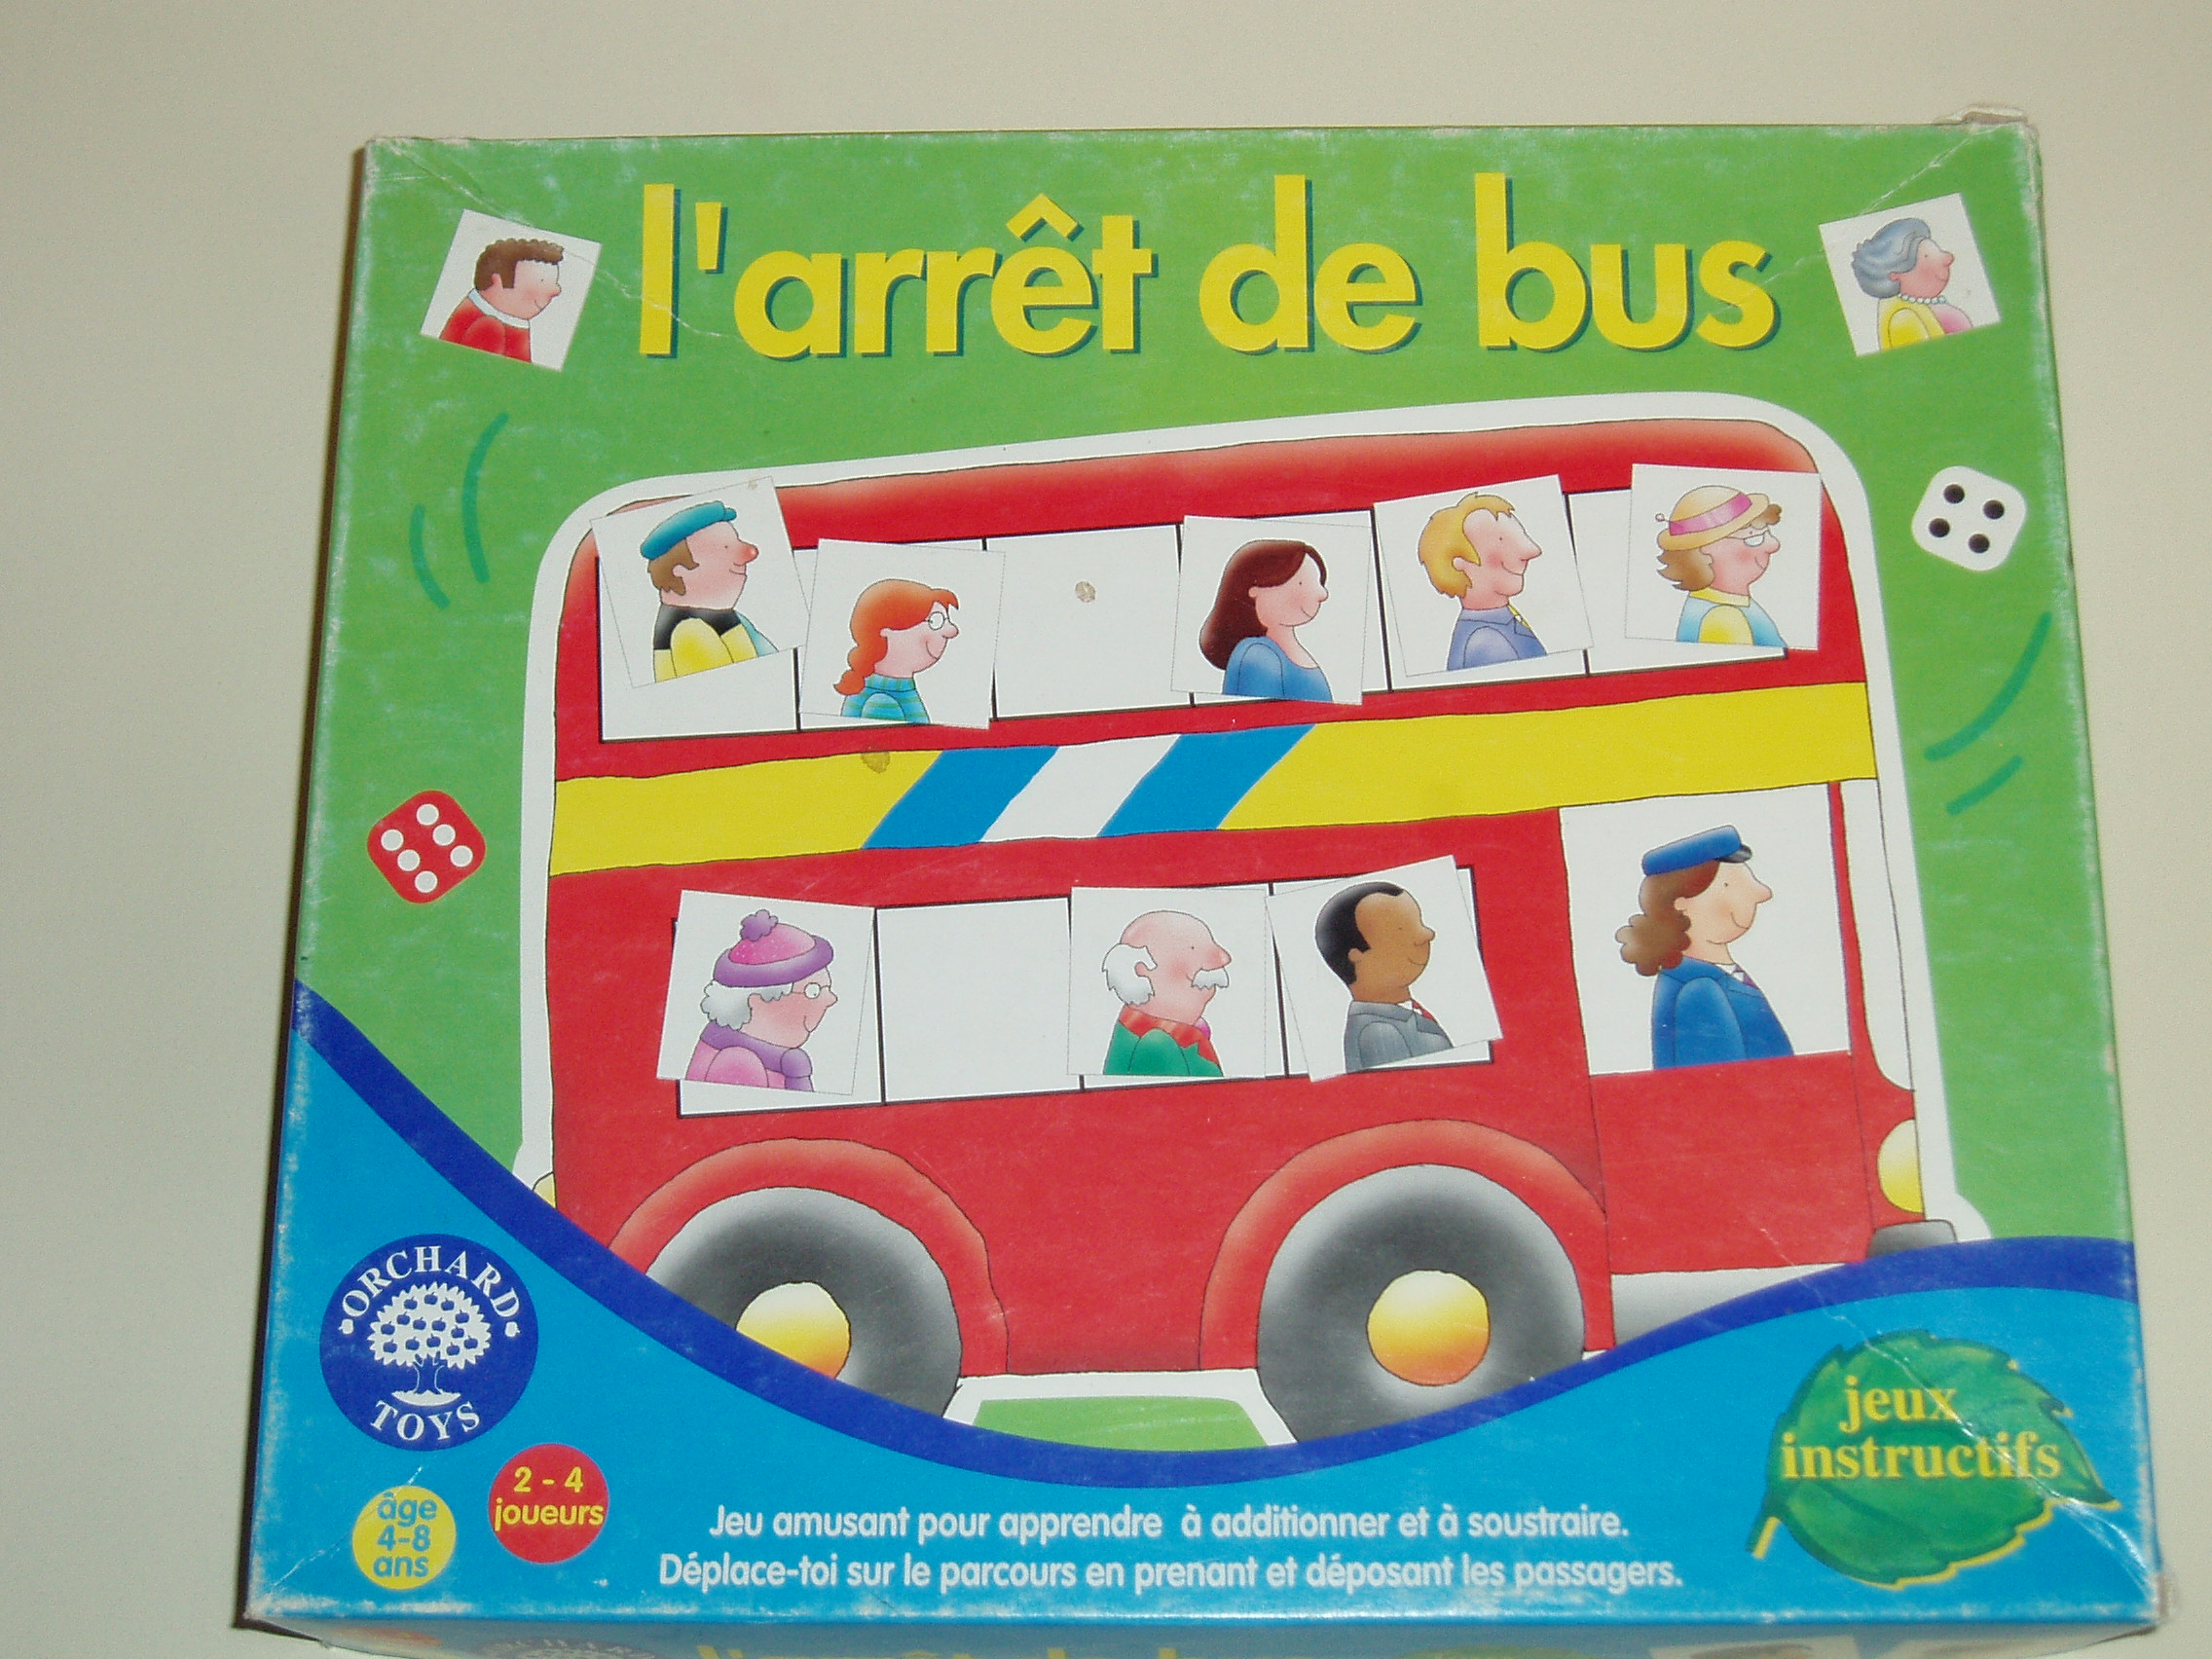 l'arrêt de bus
ORCHARD
TOYS
2 - 4
joueurs
âge
4-8
ans
jeux
instructifs
Jeu amusant pour apprendre à additionner et à soustraire.
Déplace-toi sur le parcours en prenant et déposant les passagers.